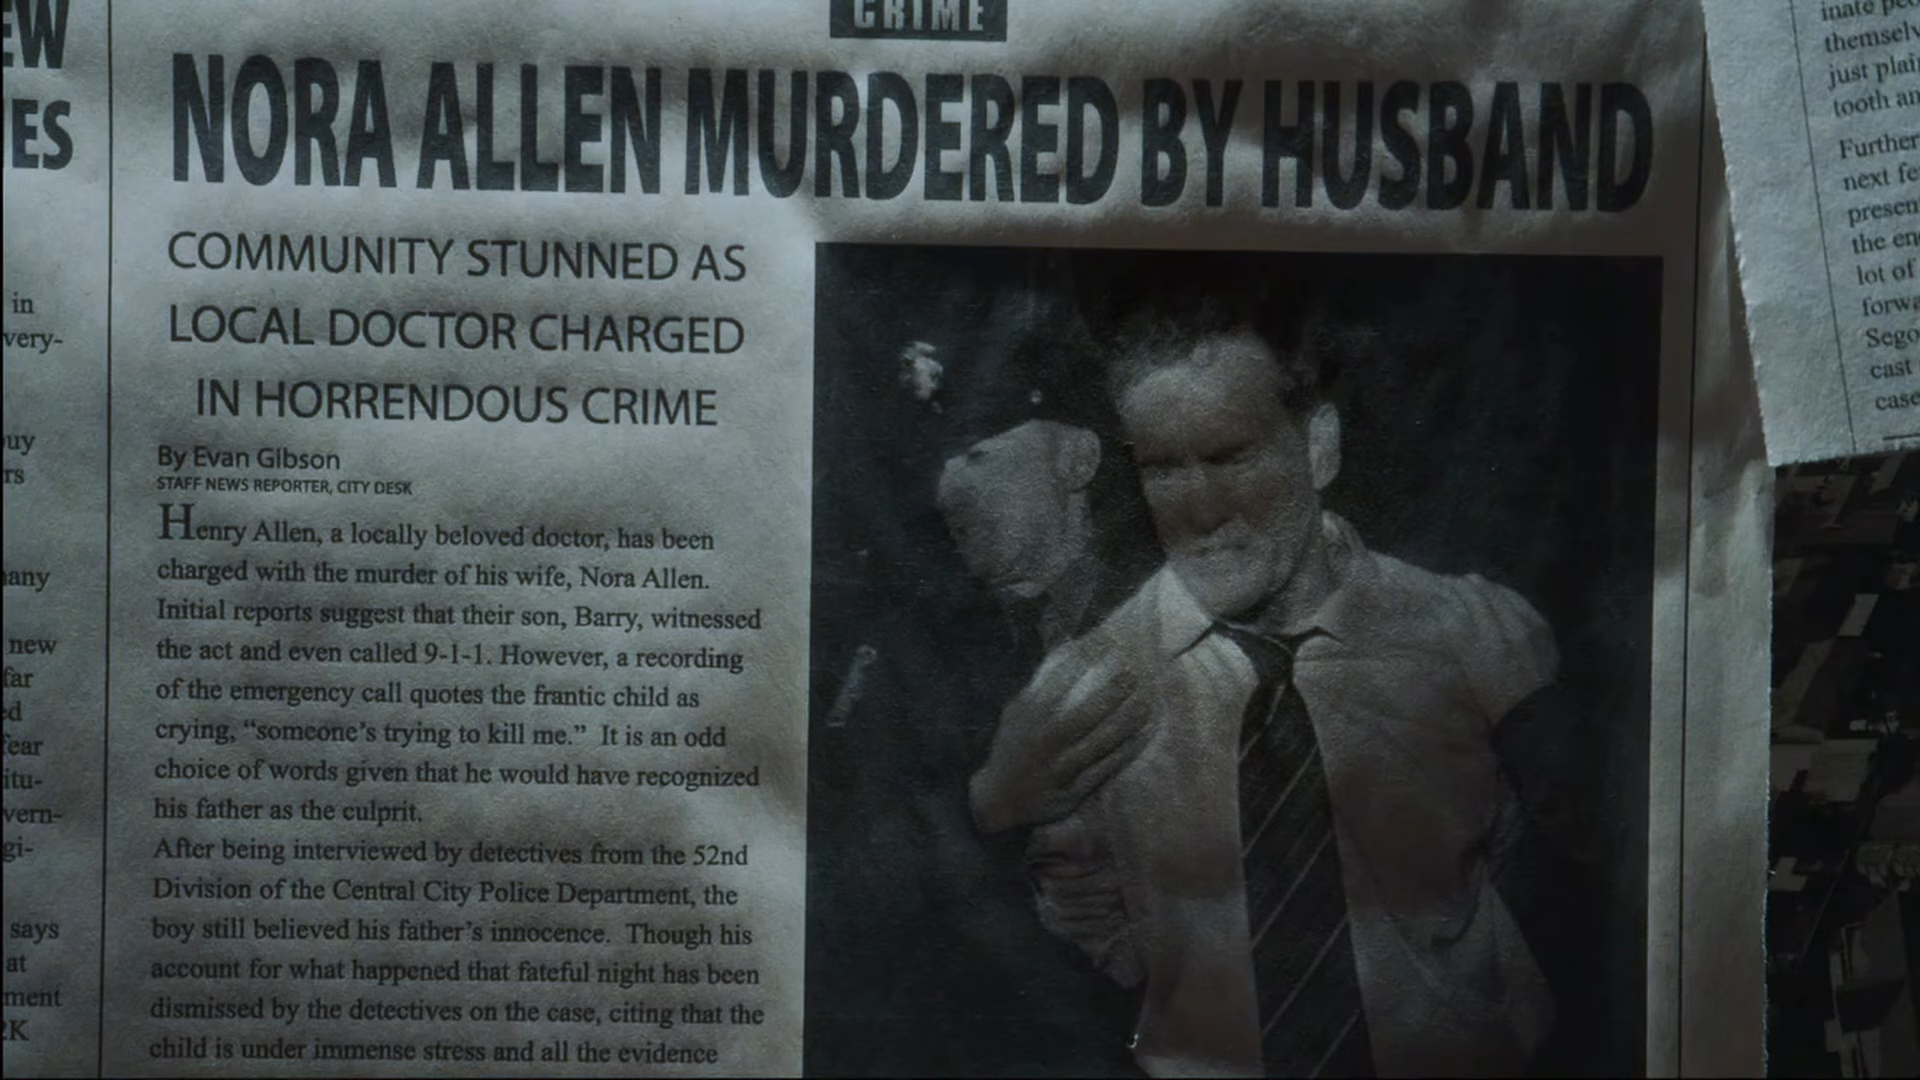 CRIME
NORA ALLEN MURDERED BY HUSBAND
COMMUNITY STUNNED AS
LOCAL DOCTOR CHARGED
IN HORRENDOUS CRIME
By Evan Gibson
STAFF NEWS REPORTER, CITY DESK
Henry Allen, a locally beloved doctor, has been
charged with the murder of his wife, Nora Allen.
Initial reports suggest that their son, Barry, witnessed
the act and even called 9-1-1. However, a recording
of the emergency call quotes the frantic child as
crying, “someone’s trying to kill me.” It is an odd
choice of words given that he would have recognized
his father as the culprit.
After being interviewed by detectives from the 52nd
Division of the Central City Police Department, the
boy still believed his father’s innocence. Though his
account for what happened that fateful night has been
dismissed by the detectives on the case, citing that the
child is under immense stress and all the evidence
in
very-
new
says
at
themselv
just plai
tooth an
Further
next fe
presen
the en
lot of
forwa
Sego
cast
case